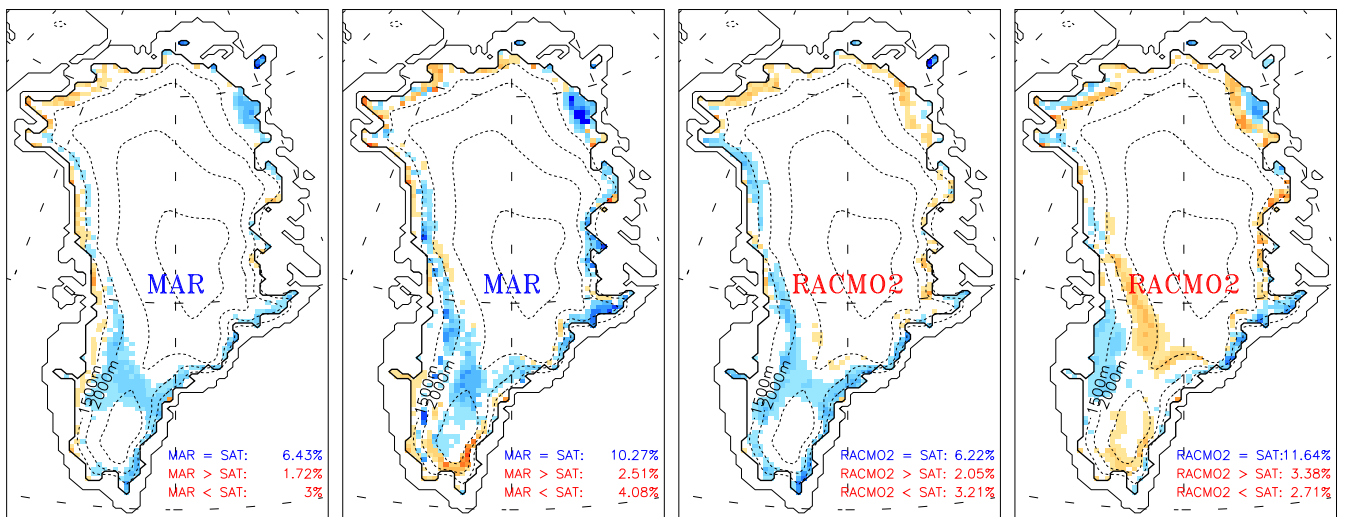 MAR
1500m
2000m
MAR = SAT: 6.43%
MAR > SAT: 1.72%
MAR < SAT: 3%
MAR
1500m
2000m
MAR = SAT: 10.27%
MAR > SAT: 2.51%
MAR < SAT: 4.08%
RACMO2
1500m
2000m
RACMO2 = SAT: 6.22%
RACMO2 > SAT: 2.05%
RACMO2 < SAT: 3.21%
RACMO2
1500m
2000m
RACMO2 = SAT:11.64%
RACMO2 > SAT: 3.38%
RACMO2 < SAT: 2.71%